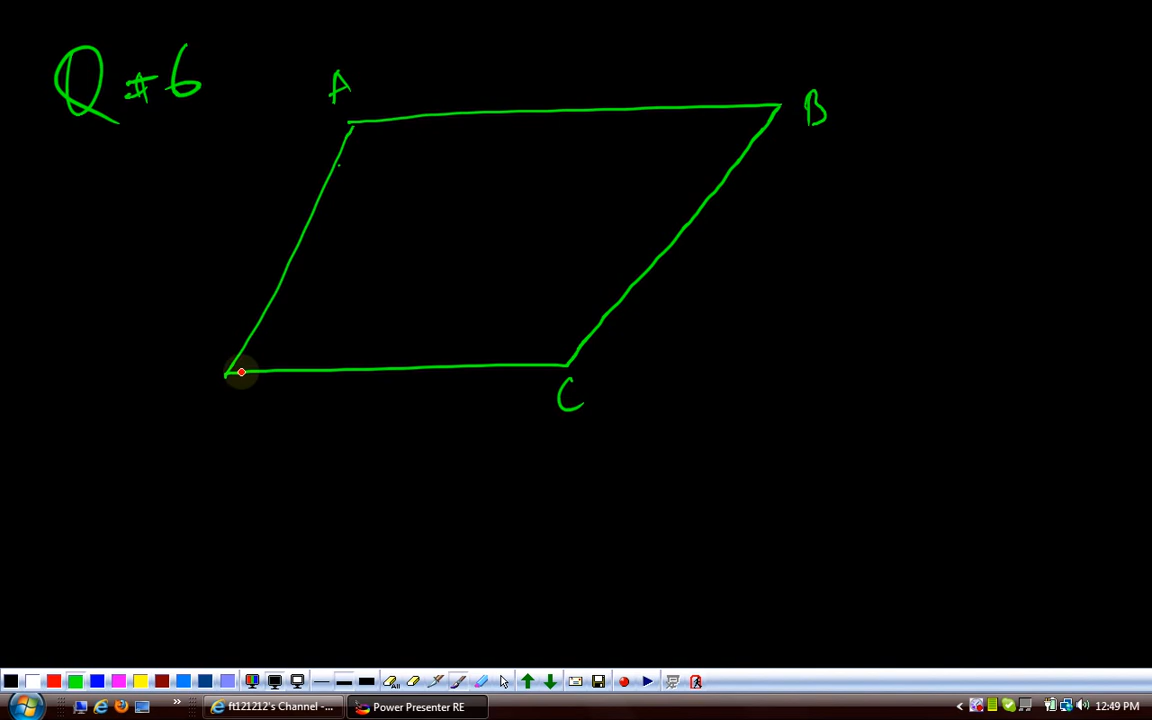 Q #6
A
B
C
ft121212's Channel -...
Power Presenter RE
12:49 PM